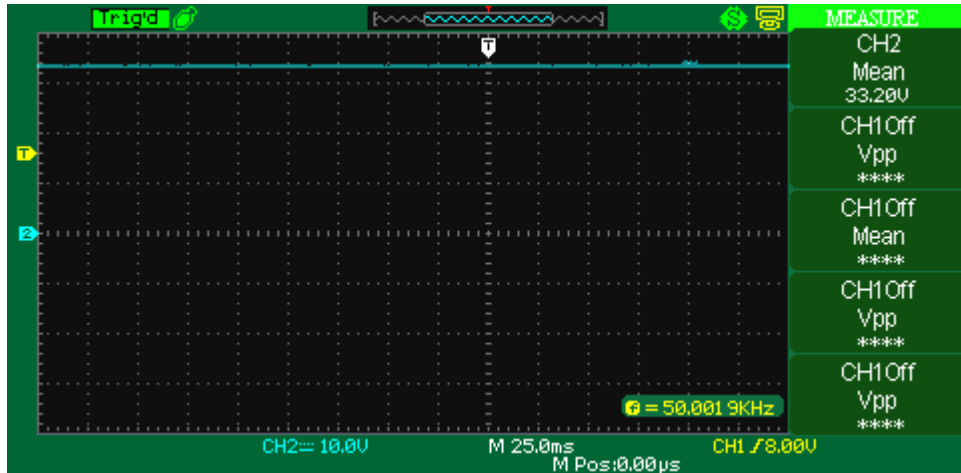 Trig'd
T
T
2
S
MEASURE
CH2
Mean
33.20V
CH1Off
Vpp
****
CH1Off
Mean
****
CH1Off
Vpp
****
CH1Off
Vpp
****
f = 50.0019KHz
CH2 10.0V
M 25.0ms
CH1 8.00V
M Pos:0.00µs